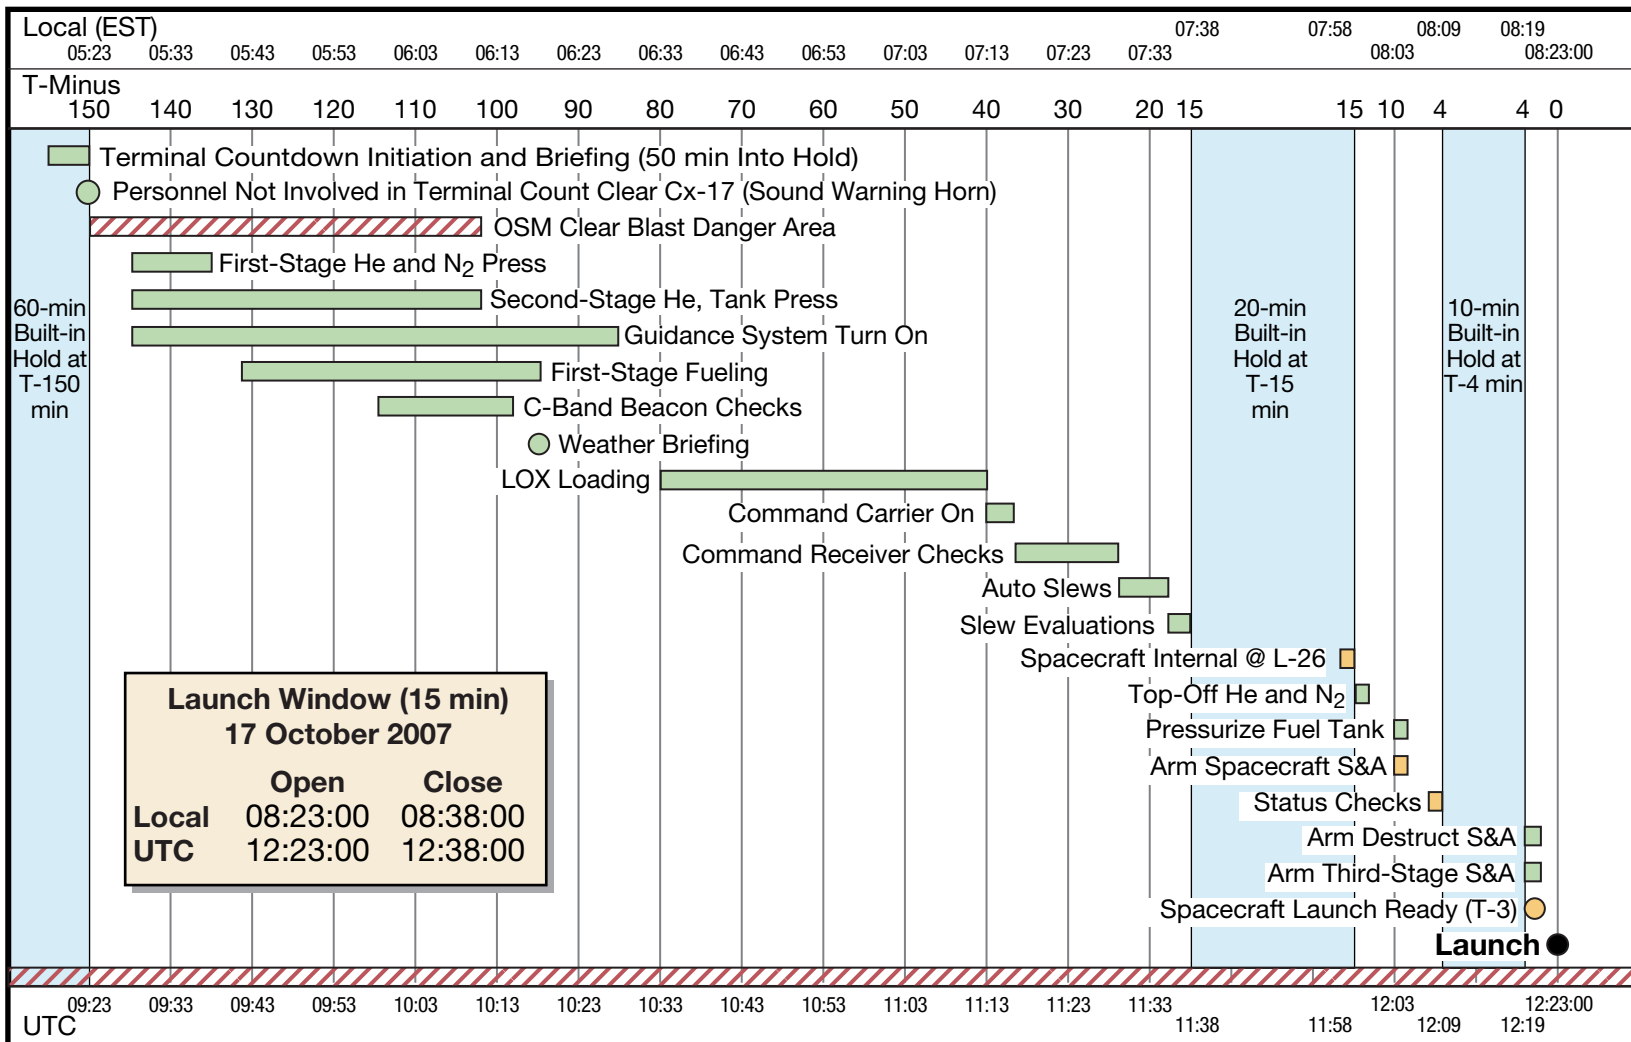 Local (EST)
07:38 07:58 08:09 08:19
05:23 05:33 05:43 05:53 06:03 06:13 06:23 06:33 06:43 06:53 07:03 07:13 07:23 07:33 08:03 08:23:00
T-Minus
150 140 130 120 110 100 90 80 70 60 50 40 30 20 15 15 10 4 4 0
Terminal Countdown Initiation and Briefing (50 min Into Hold)
Personnel Not Involved in Terminal Count Clear Cx-17 (Sound Warning Horn)
OSM Clear Blast Danger Area
First-Stage He and N2 Press
Second-Stage He, Tank Press
Guidance System Turn On
First-Stage Fueling
C-Band Beacon Checks
Weather Briefing
LOX Loading
Command Carrier On
Command Receiver Checks
Auto Slews
Slew Evaluations
Spacecraft Internal @ L-26
Top-Off He and N2
Pressurize Fuel Tank
Arm Spacecraft S&A
Status Checks
Arm Destruct S&A
Arm Third-Stage S&A
Spacecraft Launch Ready (T-3)
Launch
60-min
Built-in
Hold at
T-150
min
20-min
Built-in
Hold at
T-15
min
10-min
Built-in
Hold at
T-4 min
Launch Window (15 min)
17 October 2007
Open Close
Local 08:23:00 08:38:00
UTC 12:23:00 12:38:00
09:23 09:33 09:43 09:53 10:03 10:13 10:23 10:33 10:43 10:53 11:03 11:13 11:23 11:33 12:03 12:23:00
UTC 11:38 11:58 12:09 12:19